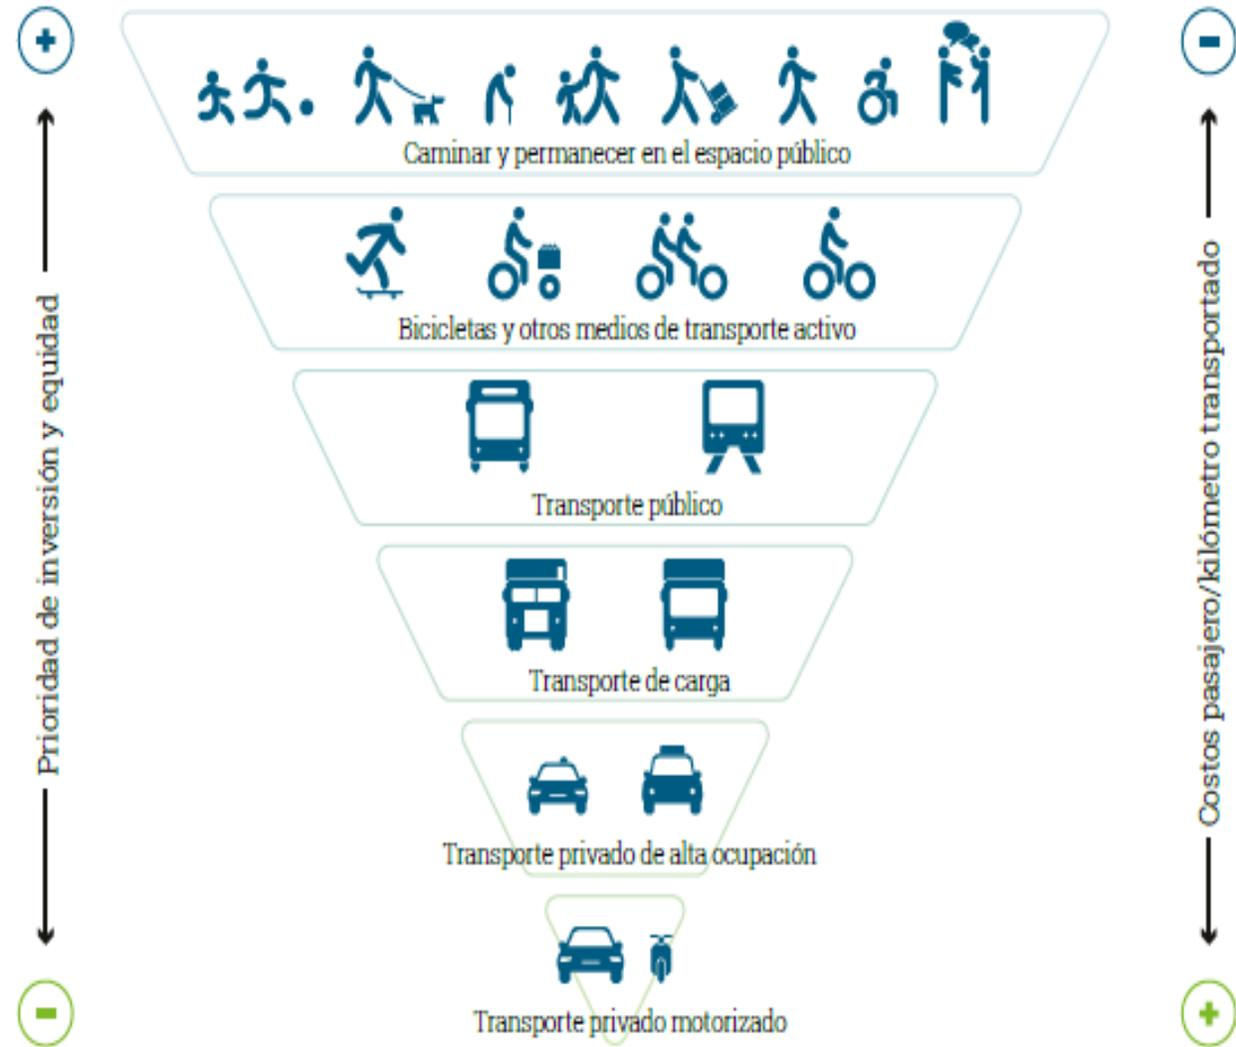 +
-
Caminar y permanecer en el espacio público
Bicicletas y otros medios de transporte activo
Transporte público
Transporte de carga
Transporte privado de alta ocupación
Transporte privado motorizado
Prioridad de inversión y equidad
Costos pasajero/kilómetro transportado
-
+